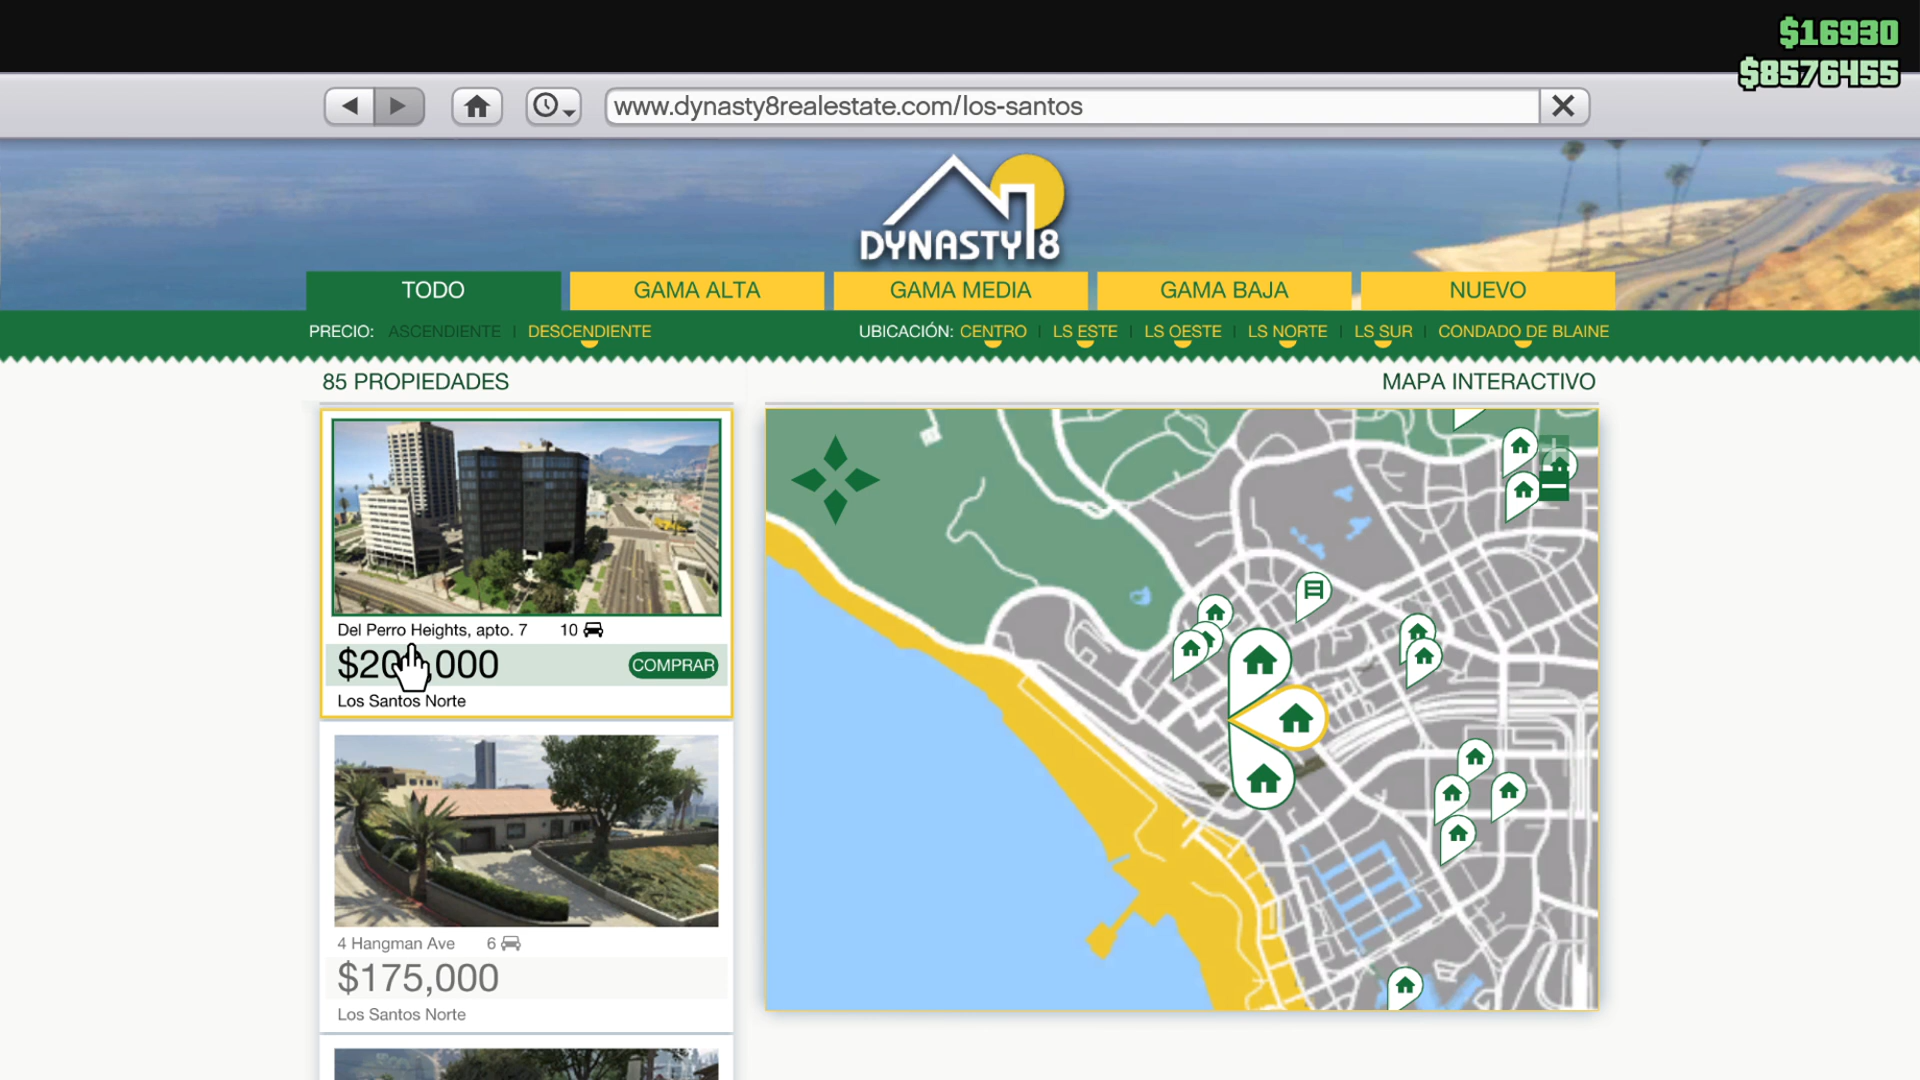 $16930
$8576455
www.dynasty8realestate.com/los-santos
DYNASTY 8
TODO
GAMA ALTA
GAMA MEDIA
GAMA BAJA
NUEVO
PRECIO: ASCENDIENTE | DESCENDIENTE
UBICACIÓN: CENTRO | LS ESTE | LS OESTE | LS NORTE | LS SUR | CONDADO DE BLAINE
85 PROPIEDADES
MAPA INTERACTIVO
Del Perro Heights, apto. 7 10
COMPRAR
Los Santos Norte
4 Hangman Ave 6
$175,000
Los Santos Norte